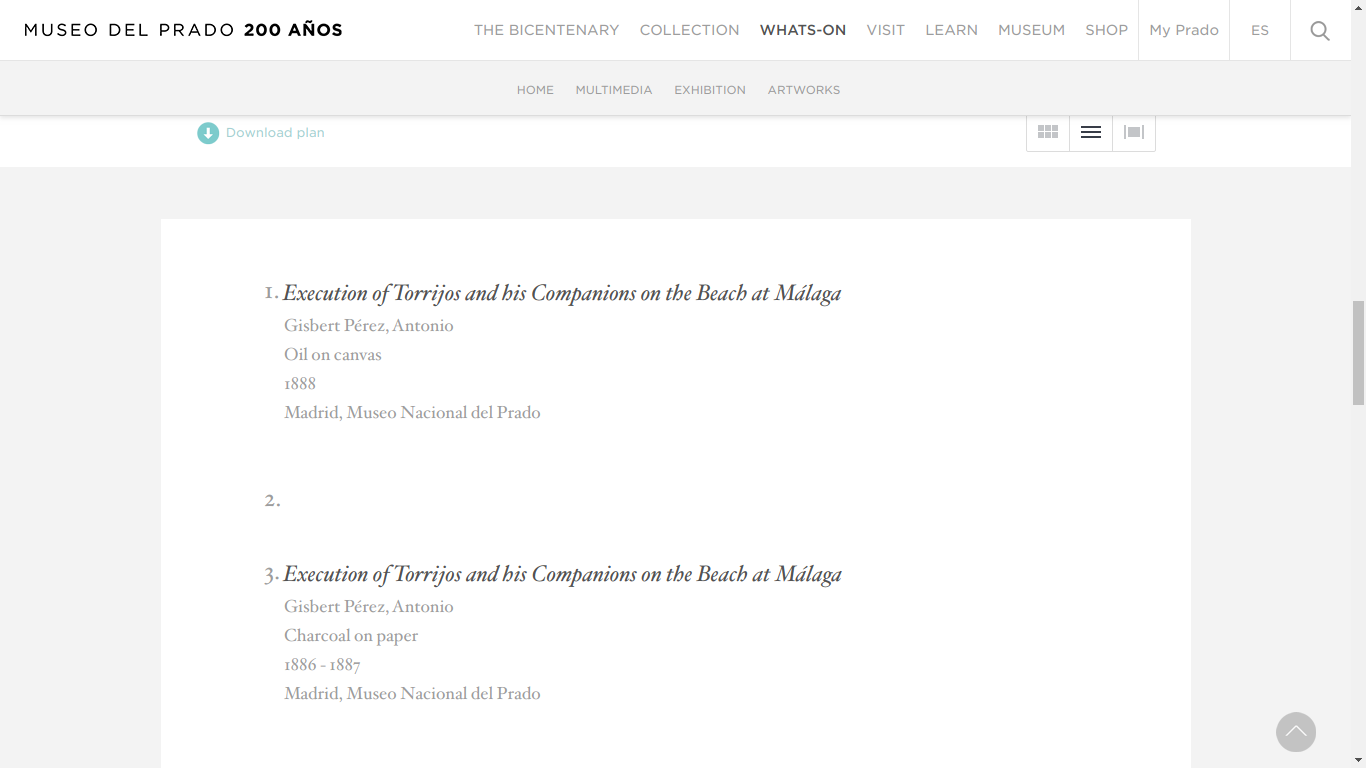 MUSEO DEL PRADO 200 AÑOS
THE BICENTENARY COLLECTION WHATS-ON VISIT LEARN MUSEUM SHOP My Prado ES
HOME MULTIMEDIA EXHIBITION ARTWORKS
Download plan
1. Execution of Torrijos and his Companions on the Beach at Málaga
Gisbert Pérez, Antonio
Oil on canvas
1888
Madrid, Museo Nacional del Prado
2.
3. Execution of Torrijos and his Companions on the Beach at Málaga
Gisbert Pérez, Antonio
Charcoal on paper
1886 - 1887
Madrid, Museo Nacional del Prado